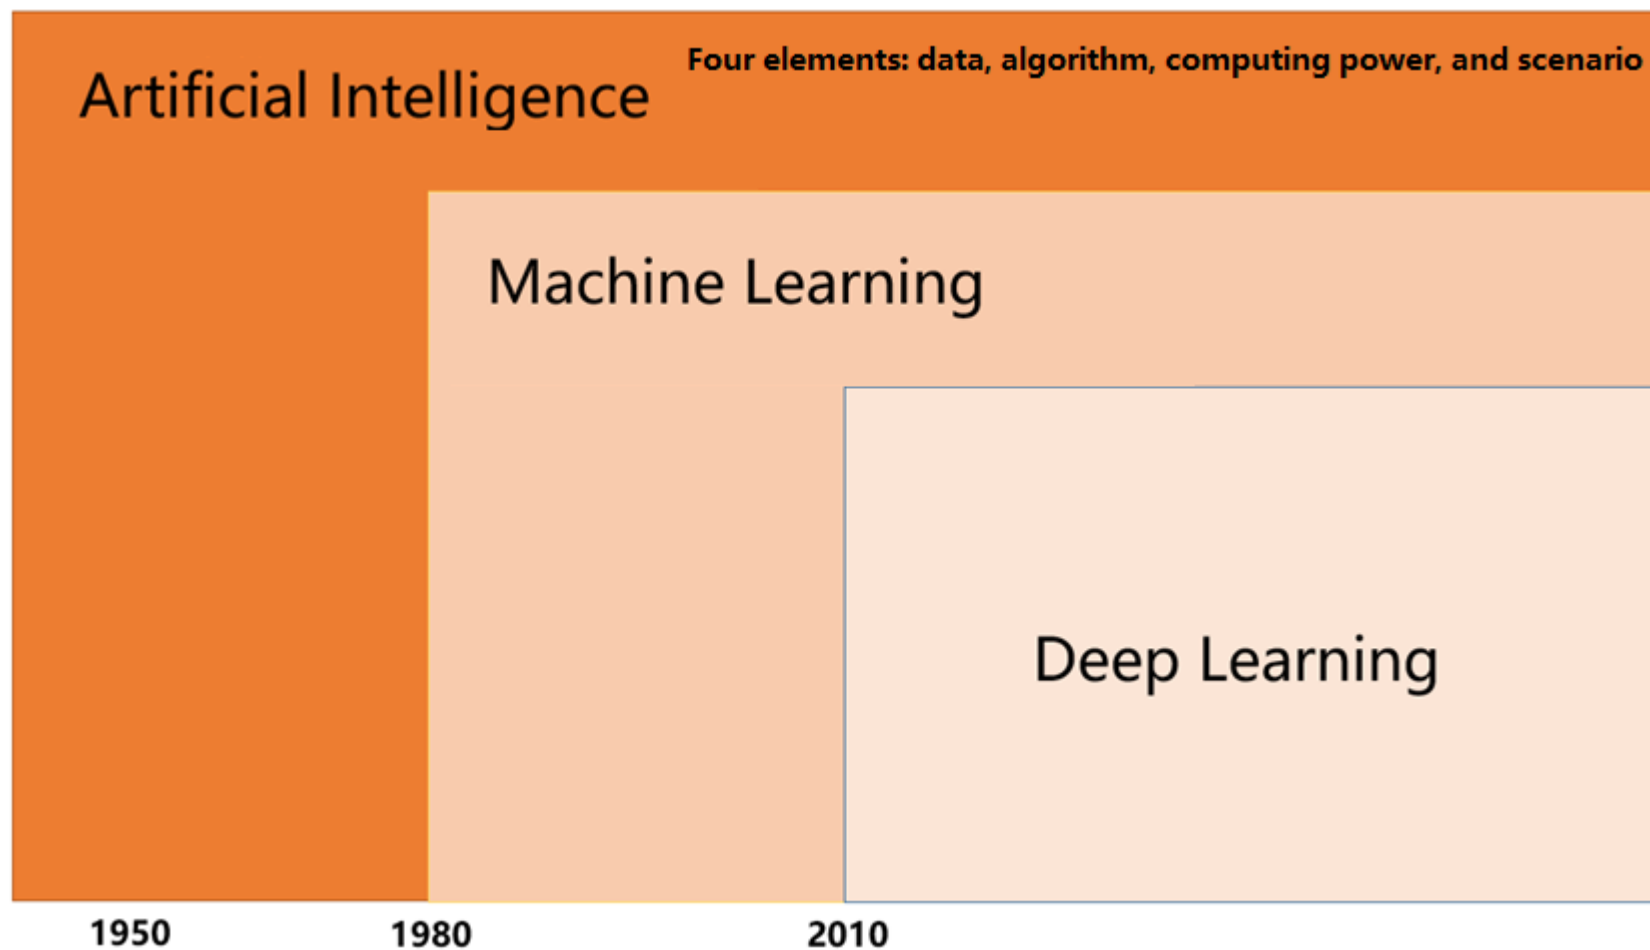 Four elements: data, algorithm, computing power, and scenario
Artificial Intelligence
Machine Learning
Deep Learning
1950 1980 2010